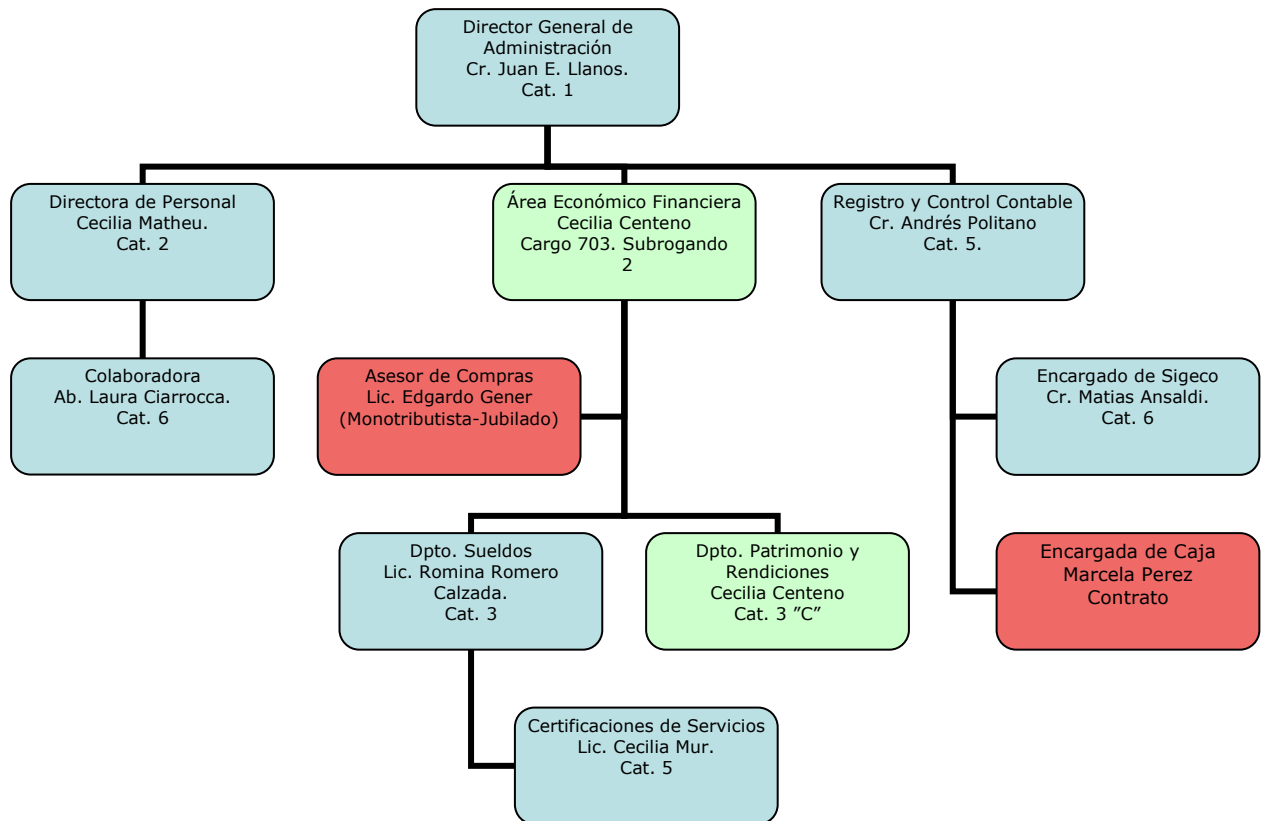 Director General de
Administración
Cr. Juan E. Llanos.
Cat. 1
Directora de Personal
Cecilia Matheu.
Cat. 2
Área Económico Financiera
Cecilia Centeno
Cargo 703. Subrogando
2
Registro y Control Contable
Cr. Andrés Politano
Cat. 5.
Colaboradora
Ab. Laura Ciarrocca.
Cat. 6
Asesor de Compras
Lic. Edgardo Gener
(Monotributista-Jubilado)
Encargado de Sigeco
Cr. Matias Ansaldi.
Cat. 6
Dpto. Sueldos
Lic. Romina Romero
Calzada.
Cat. 3
Dpto. Patrimonio y
Rendiciones
Cecilia Centeno
Cat. 3 ”C”
Encargada de Caja
Marcela Perez
Contrato
Certificaciones de Servicios
Lic. Cecilia Mur.
Cat. 5